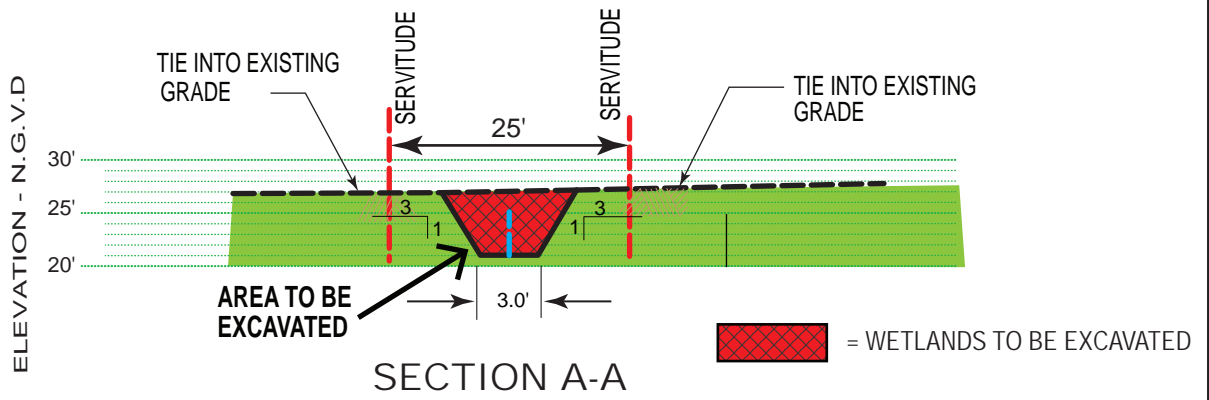 ELEVATION - N.G.V.D
TIE INTO EXISTING
GRADE
SERVITUDE
SERVITUDE
TIE INTO EXISTING
GRADE
25'
30'
25'
20'
3
1
3
1
AREA TO BE
EXCAVATED
3.0'
= WETLANDS TO BE EXCAVATED
SECTION A-A